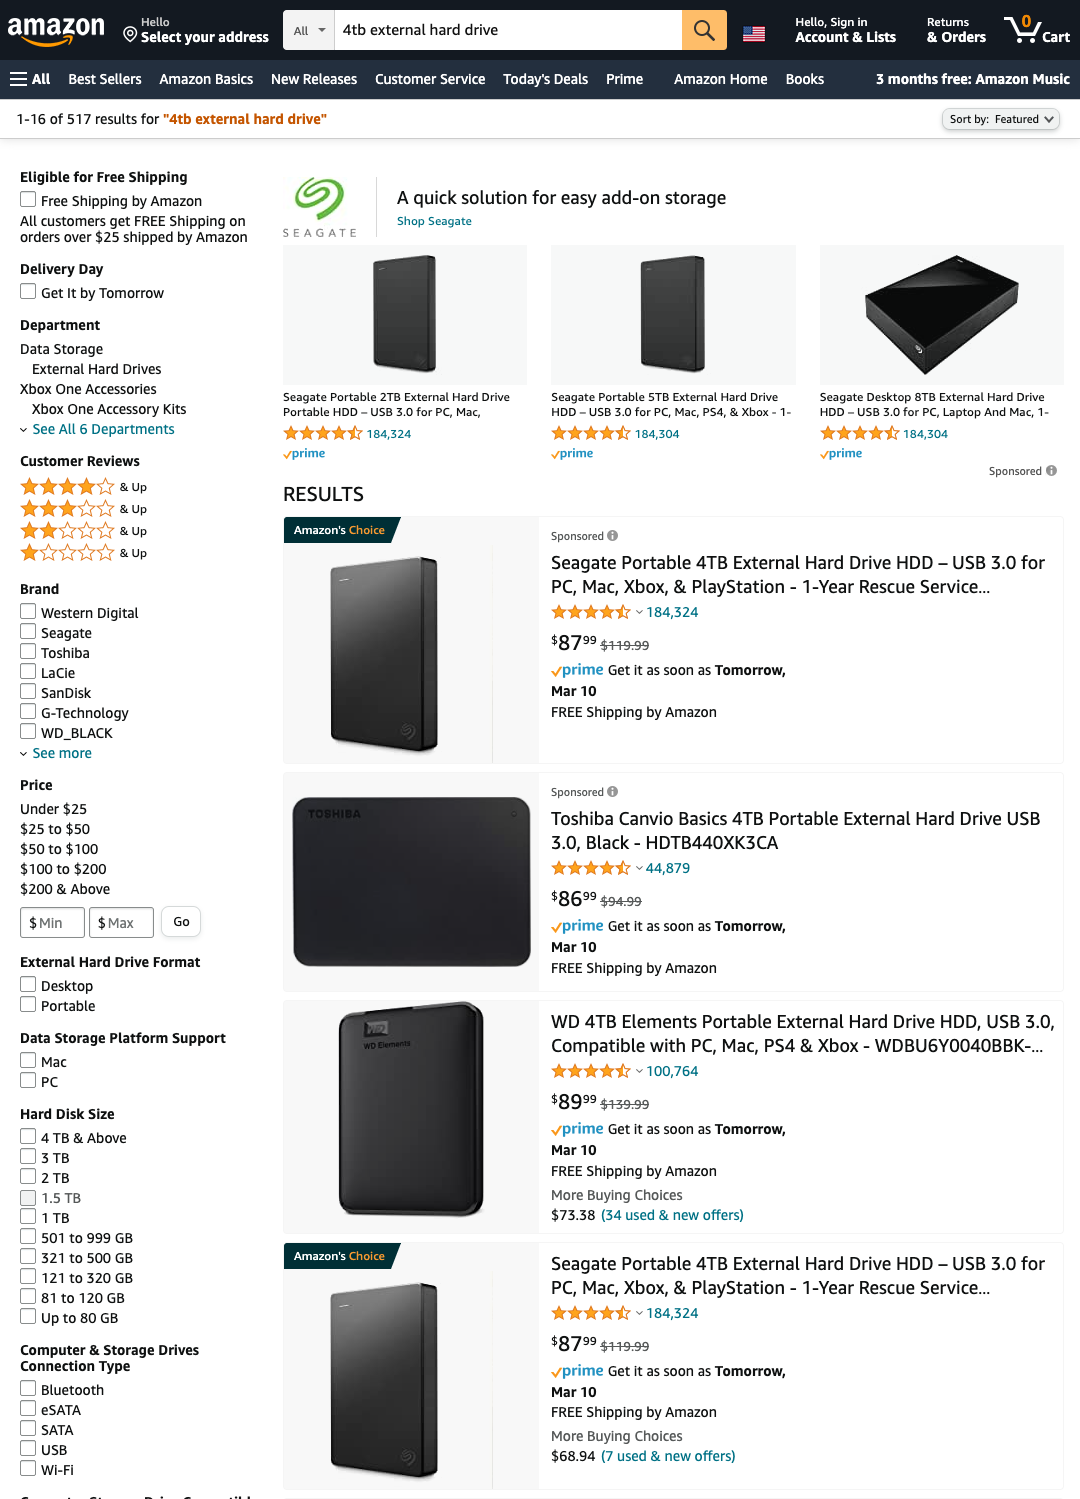 amazon
Hello
Select your address
All
4tb external hard drive
Hello, Sign in
Account & Lists
Returns
& Orders
0
Cart
All
Best Sellers
Amazon Basics
New Releases
Customer Service
Today's Deals
Prime
Amazon Home
Books
3 months free: Amazon Music
1-16 of 517 results for "4tb external hard drive"
Sort by: Featured
Eligible for Free Shipping
Free Shipping by Amazon
All customers get FREE Shipping on
orders over $25 shipped by Amazon
Delivery Day
Get It by Tomorrow
Department
Data Storage
External Hard Drives
Xbox One Accessories
Xbox One Accessory Kits
See All 6 Departments
Customer Reviews
& Up
& Up
& Up
& Up
Brand
Western Digital
Seagate
Toshiba
LaCie
SanDisk
G-Technology
WD_BLACK
See more
Price
Under $25
$25 to $50
$50 to $100
$100 to $200
$200 & Above
$ Min
$ Max
Go
External Hard Drive Format
Desktop
Portable
Data Storage Platform Support
Mac
PC
Hard Disk Size
4 TB & Above
3 TB
2 TB
1.5 TB
1 TB
501 to 999 GB
321 to 500 GB
121 to 320 GB
81 to 120 GB
Up to 80 GB
Computer & Storage Drives
Connection Type
Bluetooth
eSATA
SATA
USB
Wi-Fi
SEAGATE
A quick solution for easy add-on storage
Shop Seagate
Seagate Portable 2TB External Hard Drive
Portable HDD – USB 3.0 for PC, Mac,
184,324
prime
Seagate Portable 5TB External Hard Drive
HDD – USB 3.0 for PC, Mac, PS4, & Xbox - 1-
184,304
prime
Seagate Desktop 8TB External Hard Drive
HDD – USB 3.0 for PC, Laptop And Mac, 1-
184,304
prime
Sponsored
RESULTS
Amazon's Choice
Sponsored
Seagate Portable 4TB External Hard Drive HDD – USB 3.0 for
PC, Mac, Xbox, & PlayStation - 1-Year Rescue Service...
184,324
$87.99 $119.99
prime Get it as soon as Tomorrow,
Mar 10
FREE Shipping by Amazon
TOSHIBA
Sponsored
Toshiba Canvio Basics 4TB Portable External Hard Drive USB
3.0, Black - HDTB440XK3CA
44,879
$86.99 $94.99
prime Get it as soon as Tomorrow,
Mar 10
FREE Shipping by Amazon
WD
WD Elements
WD 4TB Elements Portable External Hard Drive HDD, USB 3.0,
Compatible with PC, Mac, PS4 & Xbox - WDBU6Y0040BBK-...
100,764
$89.99 $139.99
prime Get it as soon as Tomorrow,
Mar 10
FREE Shipping by Amazon
More Buying Choices
$73.38 (34 used & new offers)
Amazon's Choice
Seagate Portable 4TB External Hard Drive HDD – USB 3.0 for
PC, Mac, Xbox, & PlayStation - 1-Year Rescue Service...
184,324
$87.99 $119.99
prime Get it as soon as Tomorrow,
Mar 10
FREE Shipping by Amazon
More Buying Choices
$68.94 (7 used & new offers)